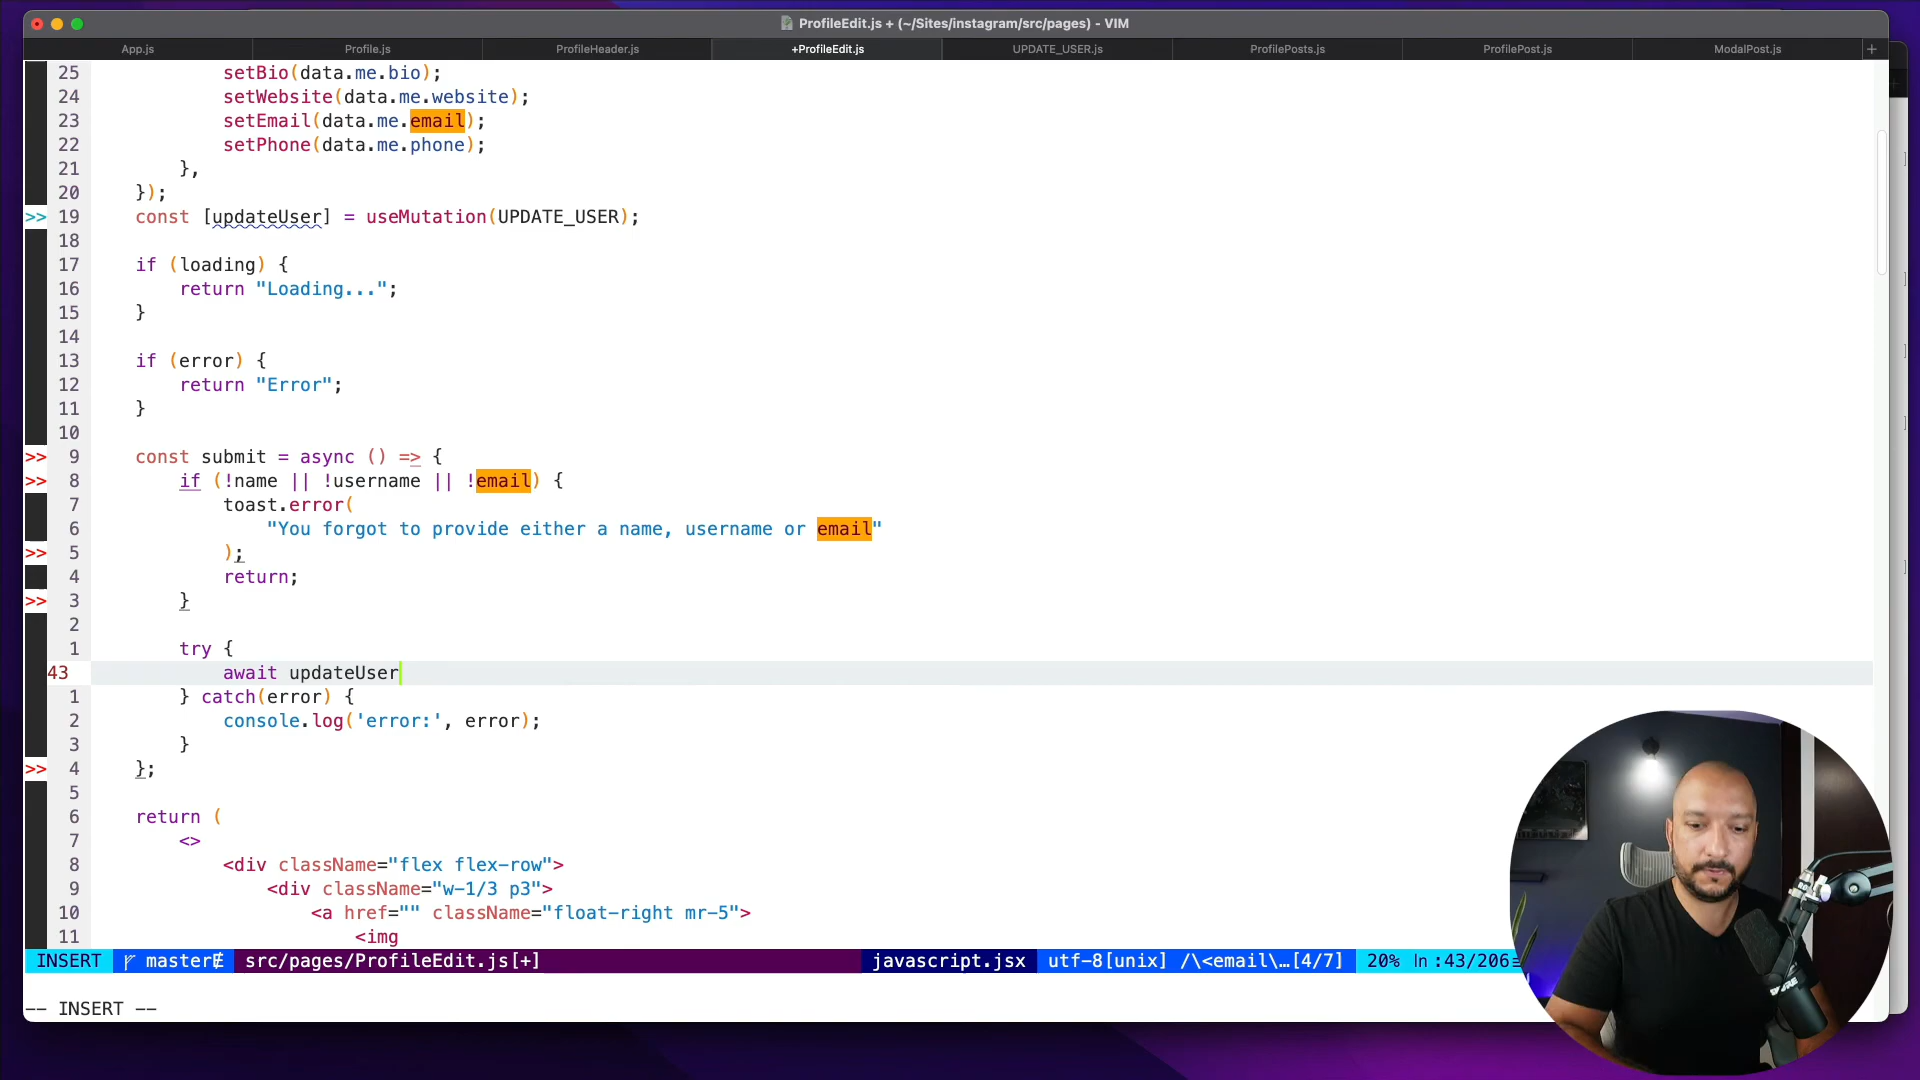 ProfileEdit.js + (~/Sites/instagram/src/pages) - VIM
App.js Profile.js ProfileHeader.js +ProfileEdit.js UPDATE_USER.js ProfilePosts.js ProfilePost.js ModalPost.js +
25 setBio(data.me.bio);
24 setWebsite(data.me.website);
23 setEmail(data.me.email);
22 setPhone(data.me.phone);
21 },
20 });
>> 19 const [updateUser] = useMutation(UPDATE_USER);
18
17 if (loading) {
16 return "Loading...";
15 }
14
13 if (error) {
12 return "Error";
11 }
10
>> 9 const submit = async () => {
>> 8 if (!name || !username || !email) {
7 toast.error(
6 "You forgot to provide either a name, username or email"
>> 5 );
4 return;
>> 3 }
2
1 try {
43 await updateUser
1 } catch(error) {
2 console.log('error:', error);
3 }
>> 4 };
5
6 return (
7 <>
8 <div className="flex flex-row">
9 <div className="w-1/3 p3">
10 <a href="" className="float-right mr-5">
11 <img
INSERT master src/pages/ProfileEdit.js[+] javascript.jsx utf-8[unix] /\<email\…[4/7] 20% ln :43/206
-- INSERT --